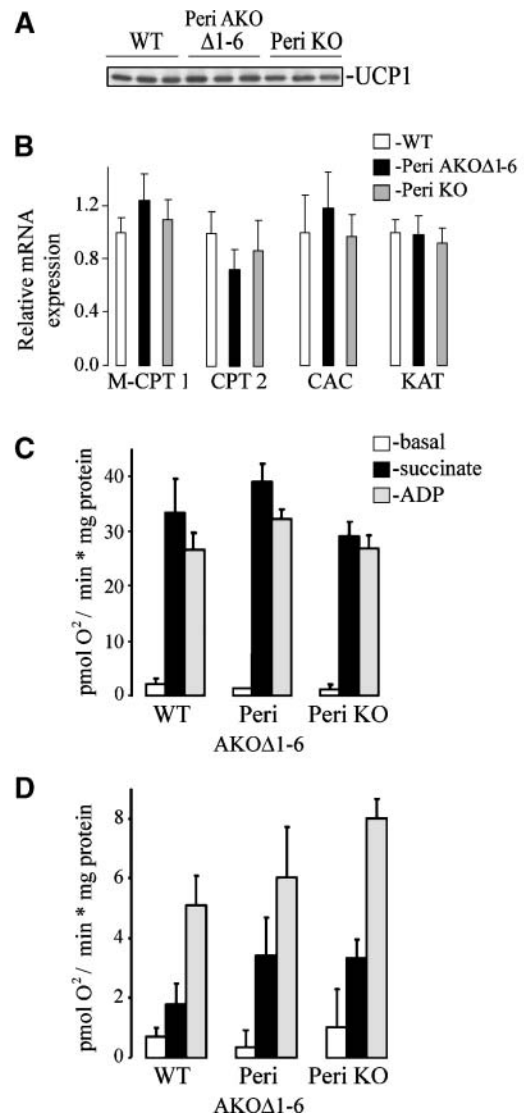 A
WT
Peri AKO
Δ1-6
Peri KO
-UCP1
B
-WT
-Peri AKOΔ1-6
-Peri KO
Relative mRNA
expression
1.2
0.8
0.4
0.0
M-CPT 1
CPT 2
CAC
KAT
C
-basal
-succinate
-ADP
pmol O² / min * mg protein
40
30
20
10
0
WT
Peri
AKOΔ1-6
Peri KO
D
pmol O² / min * mg protein
8
6
4
2
0
WT
Peri
AKOΔ1-6
Peri KO